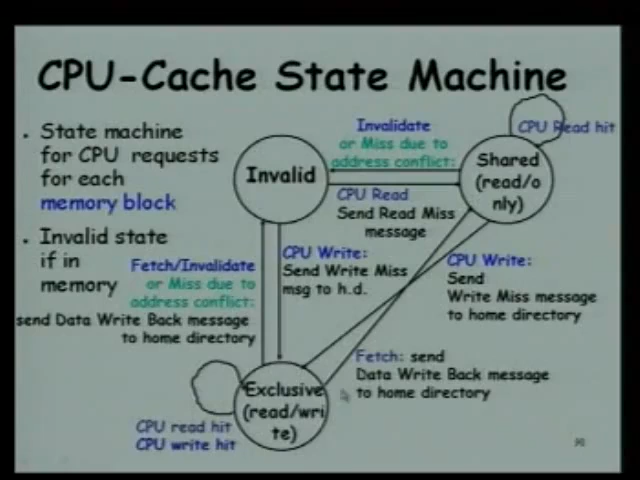 CPU-Cache State Machine
. State machine
for CPU requests
for each
memory block
. Invalid state
if in
memory
Invalidate
or Miss due to
address conflict:
CPU Read hit
Invalid
Shared
(read/o
nly)
CPU Read
Send Read Miss
message
Fetch/Invalidate
or Miss due to
address conflict:
send Data Write Back message
to home directory
CPU Write:
Send Write Miss
msg to h.d.
CPU Write:
Send
Write Miss message
to home directory
Fetch: send
Data Write Back message
to home directory
Exclusive
(read/wri
te)
CPU read hit
CPU write hit